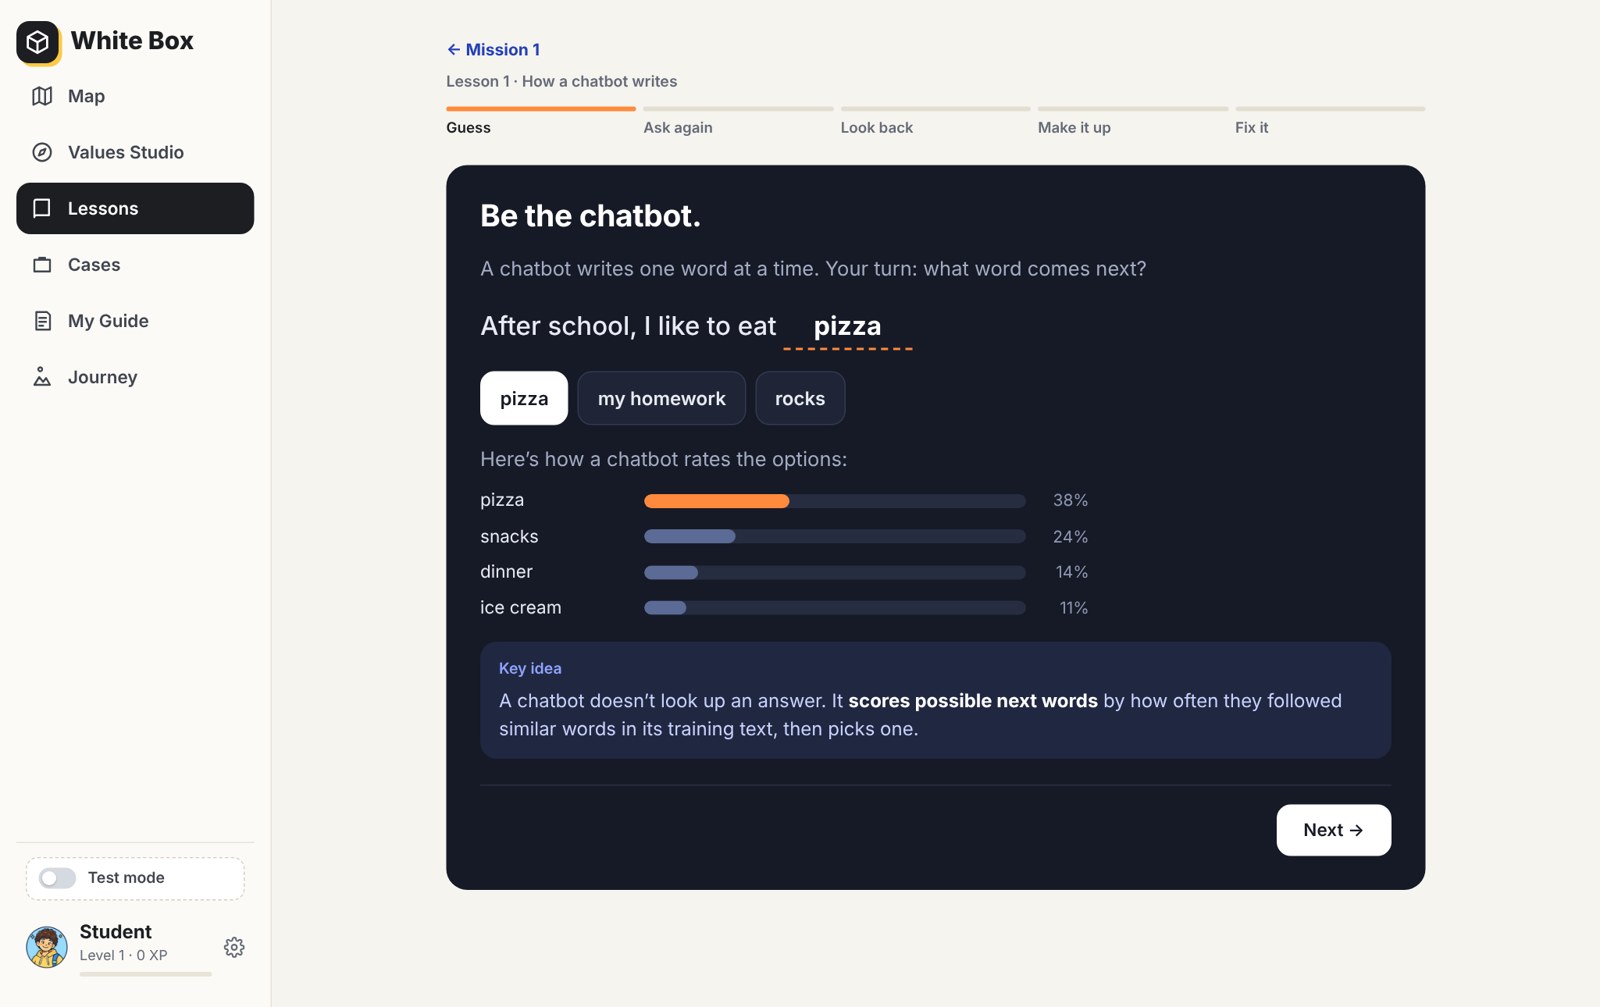 White Box
Map
Values Studio
Lessons
Cases
My Guide
Journey
Test mode
Student
Level 1 · 0 XP
← Mission 1
Lesson 1 · How a chatbot writes
Guess
Ask again
Look back
Make it up
Fix it
Be the chatbot.
A chatbot writes one word at a time. Your turn: what word comes next?
After school, I like to eat pizza
pizza
my homework
rocks
Here’s how a chatbot rates the options:
pizza 38%
snacks 24%
dinner 14%
ice cream 11%
Key idea
A chatbot doesn’t look up an answer. It scores possible next words by how often they followed
similar words in its training text, then picks one.
Next →